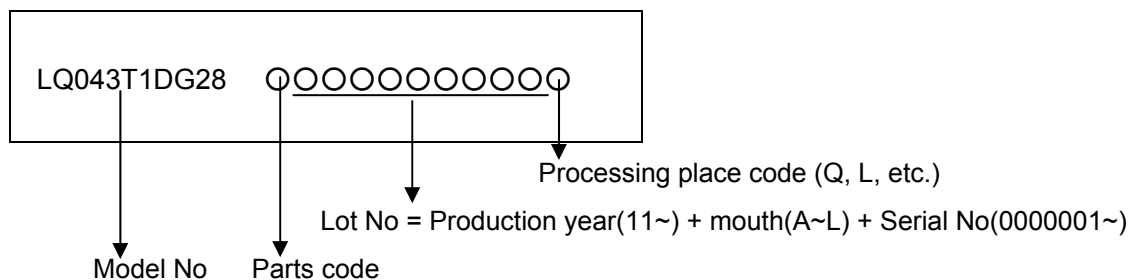 LQ043T1DG28 ○○○○○○○○○○○
Processing place code (Q, L, etc.)
Lot No = Production year(11~) + mouth(A~L) + Serial No(0000001~)
Model No Parts code